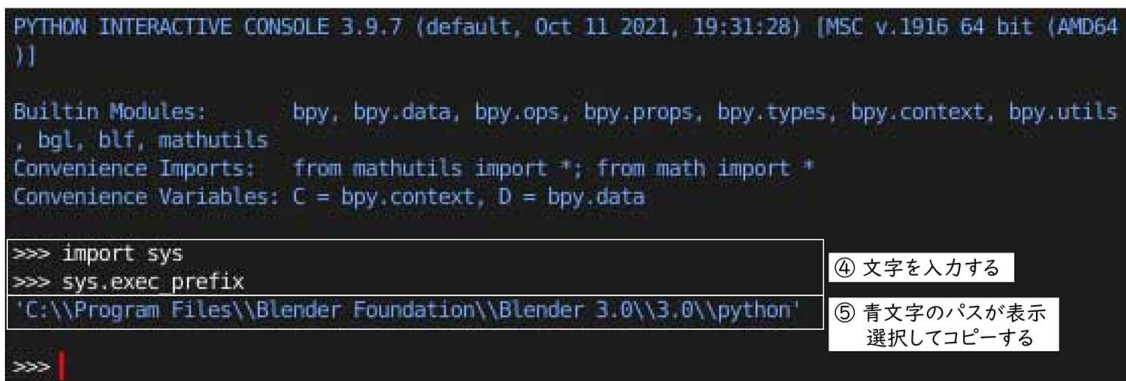 PYTHON INTERACTIVE CONSOLE 3.9.7 (default, Oct 11 2021, 19:31:28) [MSC v.1916 64 bit (AMD64
)]
Builtin Modules:       bpy, bpy.data, bpy.ops, bpy.props, bpy.types, bpy.context, bpy.utils
, bgl, blf, mathutils
Convenience Imports:   from mathutils import *; from math import *
Convenience Variables: C = bpy.context, D = bpy.data
>>> import sys
>>> sys.exec_prefix
④ 文字を入力する
'C:\\Program Files\\Blender Foundation\\Blender 3.0\\3.0\\python'
⑤ 青文字のパスが表示
選択してコピーする
>>>